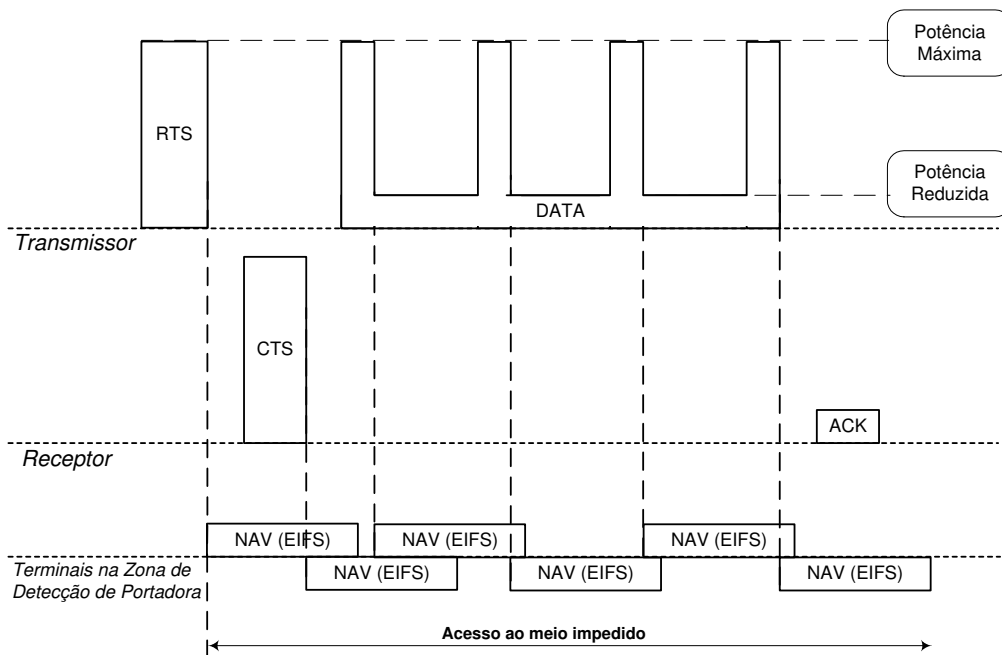 Potência
Máxima
RTS
Potência
Reduzida
DATA
Transmissor
CTS
ACK
Receptor
NAV (EIFS)
NAV (EIFS)
NAV (EIFS)
Terminais na Zona de
Detecção de Portadora
NAV (EIFS)
NAV (EIFS)
NAV (EIFS)
Acesso ao meio impedido